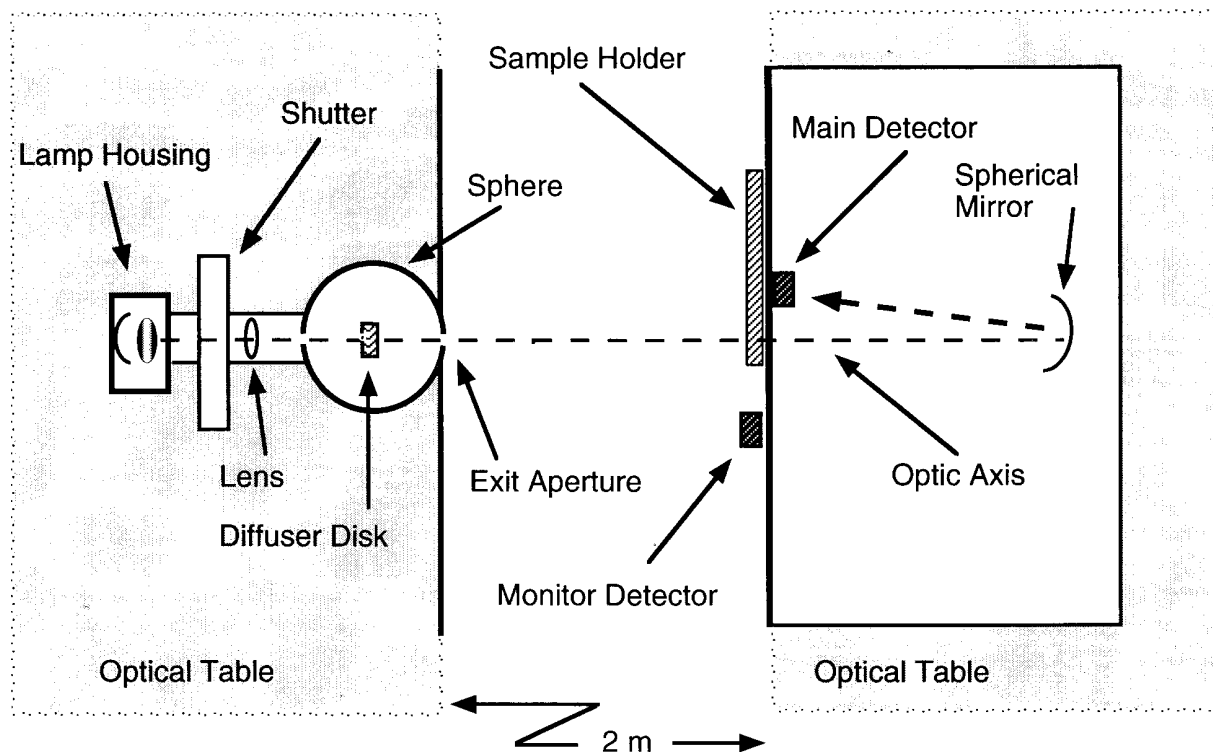 Sample Holder
Shutter
Main Detector
Lamp Housing
Sphere
Spherical
Mirror
Lens
Exit Aperture
Optic Axis
Diffuser Disk
Monitor Detector
Optical Table
Optical Table
2 m